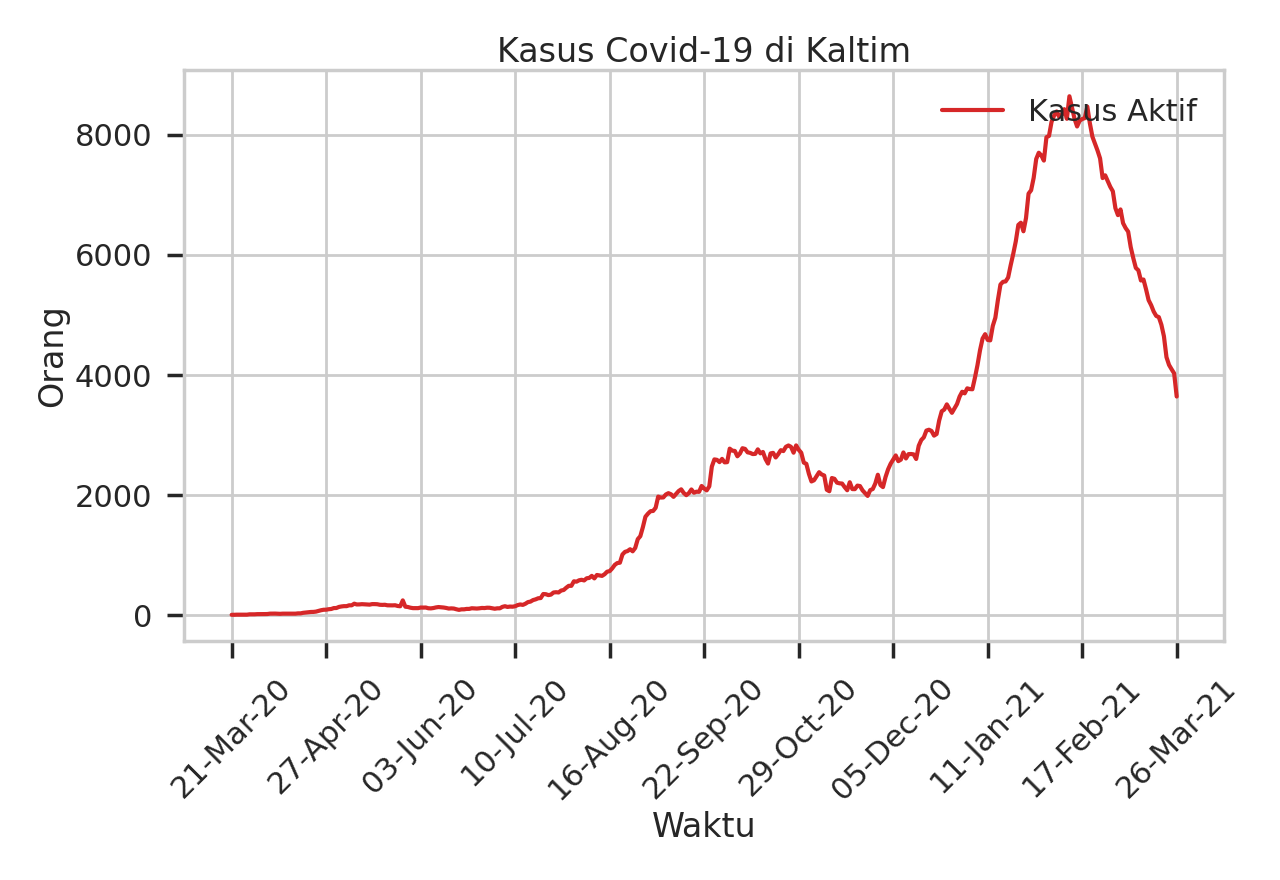 Kasus Covid-19 di Kaltim
Kasus Aktif
8000
6000
4000
2000
0
Orang
21-Mar-20
27-Apr-20
03-Jun-20
10-Jul-20
16-Aug-20
22-Sep-20
29-Oct-20
05-Dec-20
11-Jan-21
17-Feb-21
26-Mar-21
Waktu